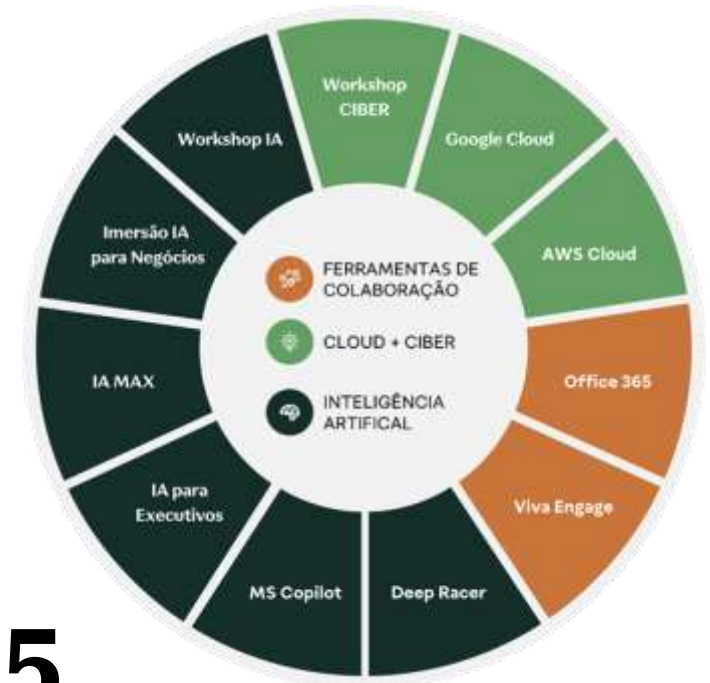 Workshop
CIBER
Google Cloud
AWS Cloud
Office 365
Viva Engage
Deep Racer
MS Copilot
IA para
Executivos
IA MAX
Imersão IA
para Negócios
Workshop IA
FERRAMENTAS DE
COLABORAÇÃO
CLOUD + CIBER
INTELIGÊNCIA
ARTIFICAL
5